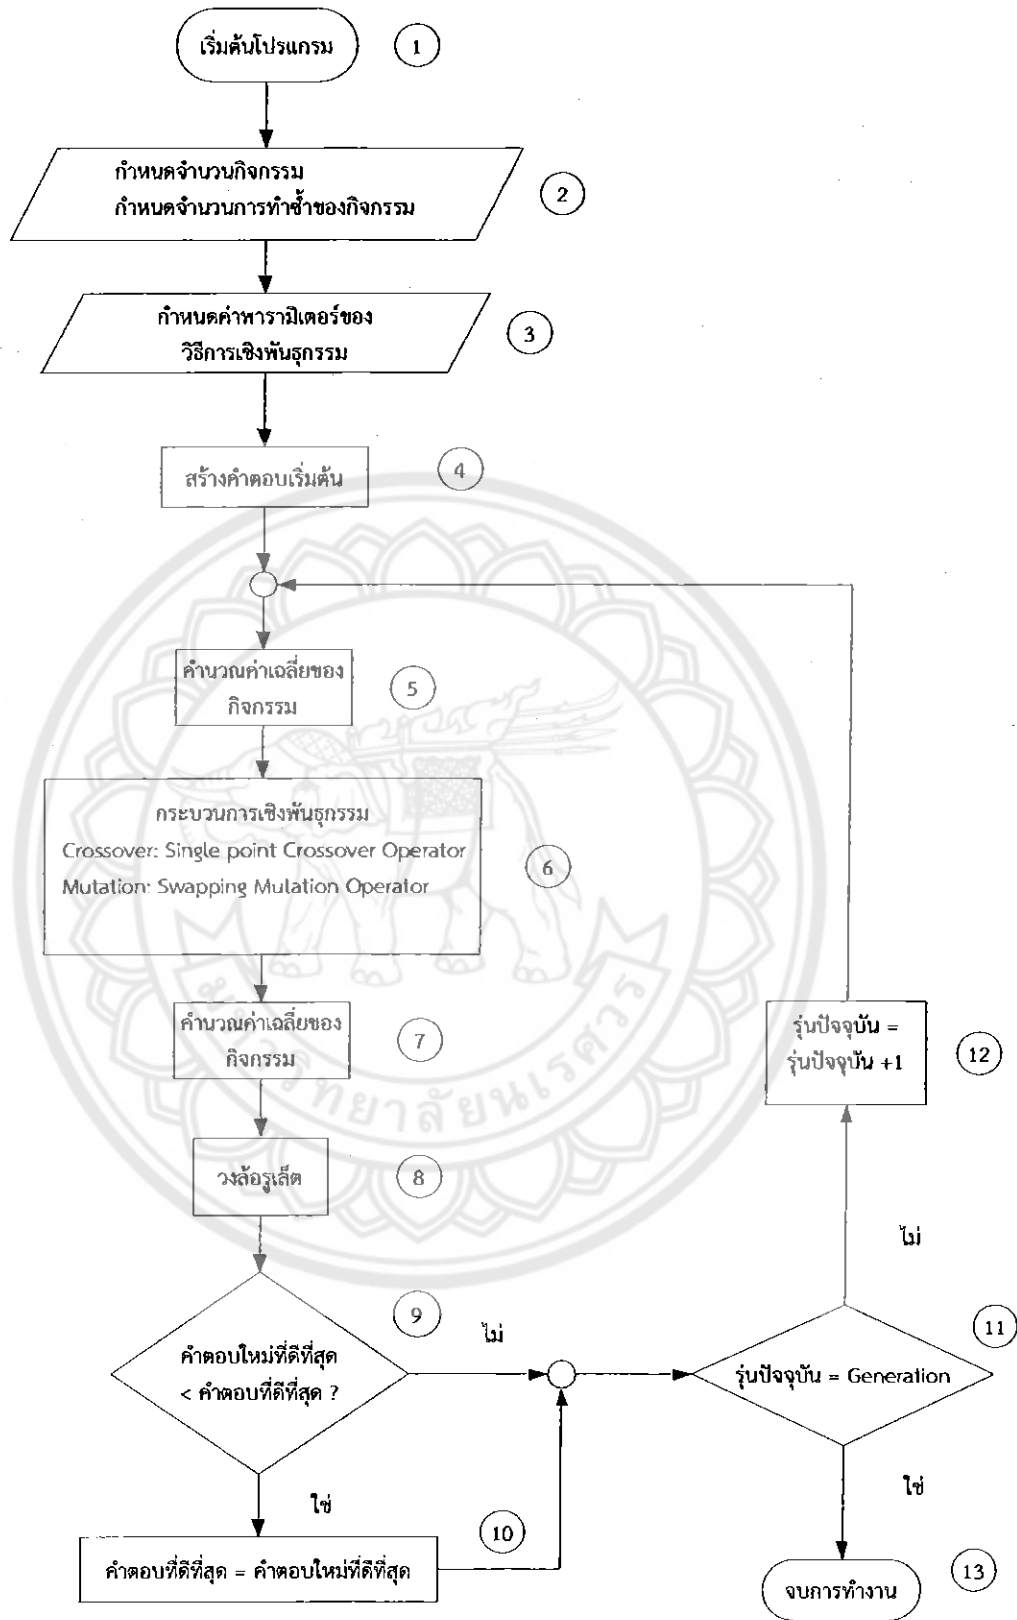 เริ่มต้นโปรแกรม
1
กำหนดจำนวนกิจกรรม
กำหนดจำนวนการทำซ้ำของกิจกรรม
2
กำหนดค่าพารามิเตอร์ของ
วิธีการเชิงพันธุกรรม
3
สร้างคำตอบเริ่มต้น
4
คำนวณค่าเฉลี่ยของ
กิจกรรม
5
กระบวนการเชิงพันธุกรรม
Crossover: Single point Crossover Operator
Mutation: Swapping Mutation Operator
6
คำนวณค่าเฉลี่ยของ
กิจกรรม
7
รุ่นปัจจุบัน =
รุ่นปัจจุบัน +1
12
วงล้อรูเล็ต
8
ไม่
9
คำตอบใหม่ที่ดีที่สุด
< คำตอบที่ดีที่สุด ?
ไม่
11
รุ่นปัจจุบัน = Generation
ใช่
ใช่
10
คำตอบที่ดีที่สุด = คำตอบใหม่ที่ดีที่สุด
จบการทำงาน
13